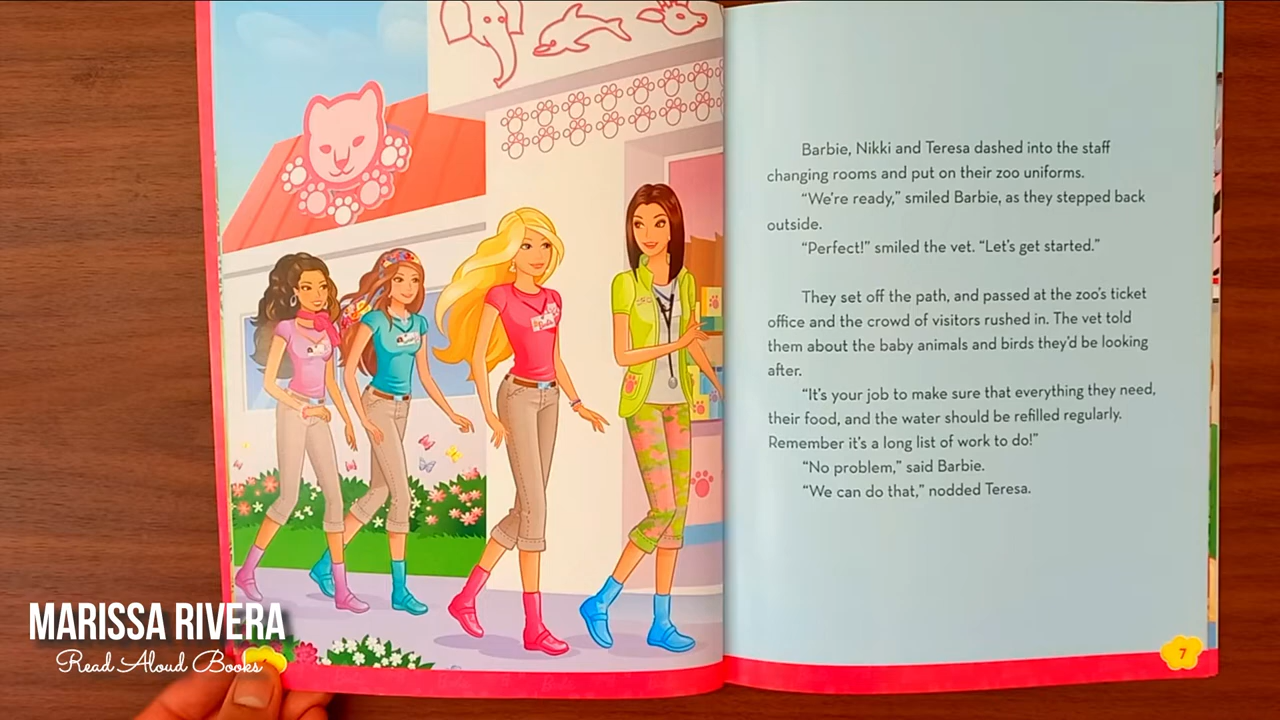 Barbie, Nikki and Teresa dashed into the staff
changing rooms and put on their zoo uniforms.
“We’re ready,” smiled Barbie, as they stepped back
outside.
“Perfect!” smiled the vet. “Let’s get started.”
They set off the path, and passed at the zoo’s ticket
office and the crowd of visitors rushed in. The vet told
them about the baby animals and birds they’d be looking
after.
“It’s your job to make sure that everything they need,
their food, and the water should be refilled regularly.
Remember it’s a long list of work to do!”
“No problem,” said Barbie.
“We can do that,” nodded Teresa.
7
MARISSA RIVERA
Read Aloud Books